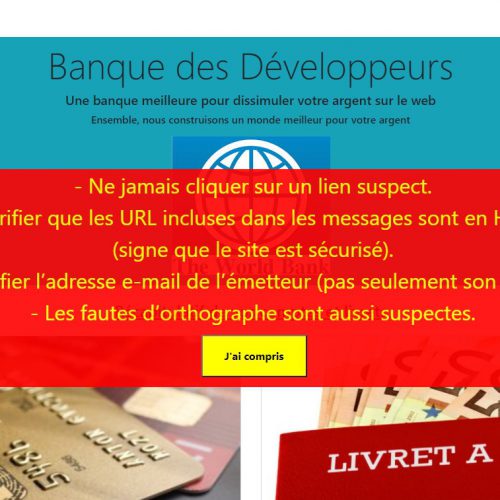 Banque des Développeurs
Une banque meilleure pour dissimuler votre argent sur le web
Ensemble, nous construisons un monde meilleur pour votre argent
- Ne jamais cliquer sur un lien suspect.
rifier que les URL incluses dans les messages sont en H
(signe que le site est sécurisé).
The World Bank
fier l'adresse e-mail de l'émetteur (pas seulement son
- Les fautes d'orthographe sont aussi suspectes.
J'ai compris
LIVRET A